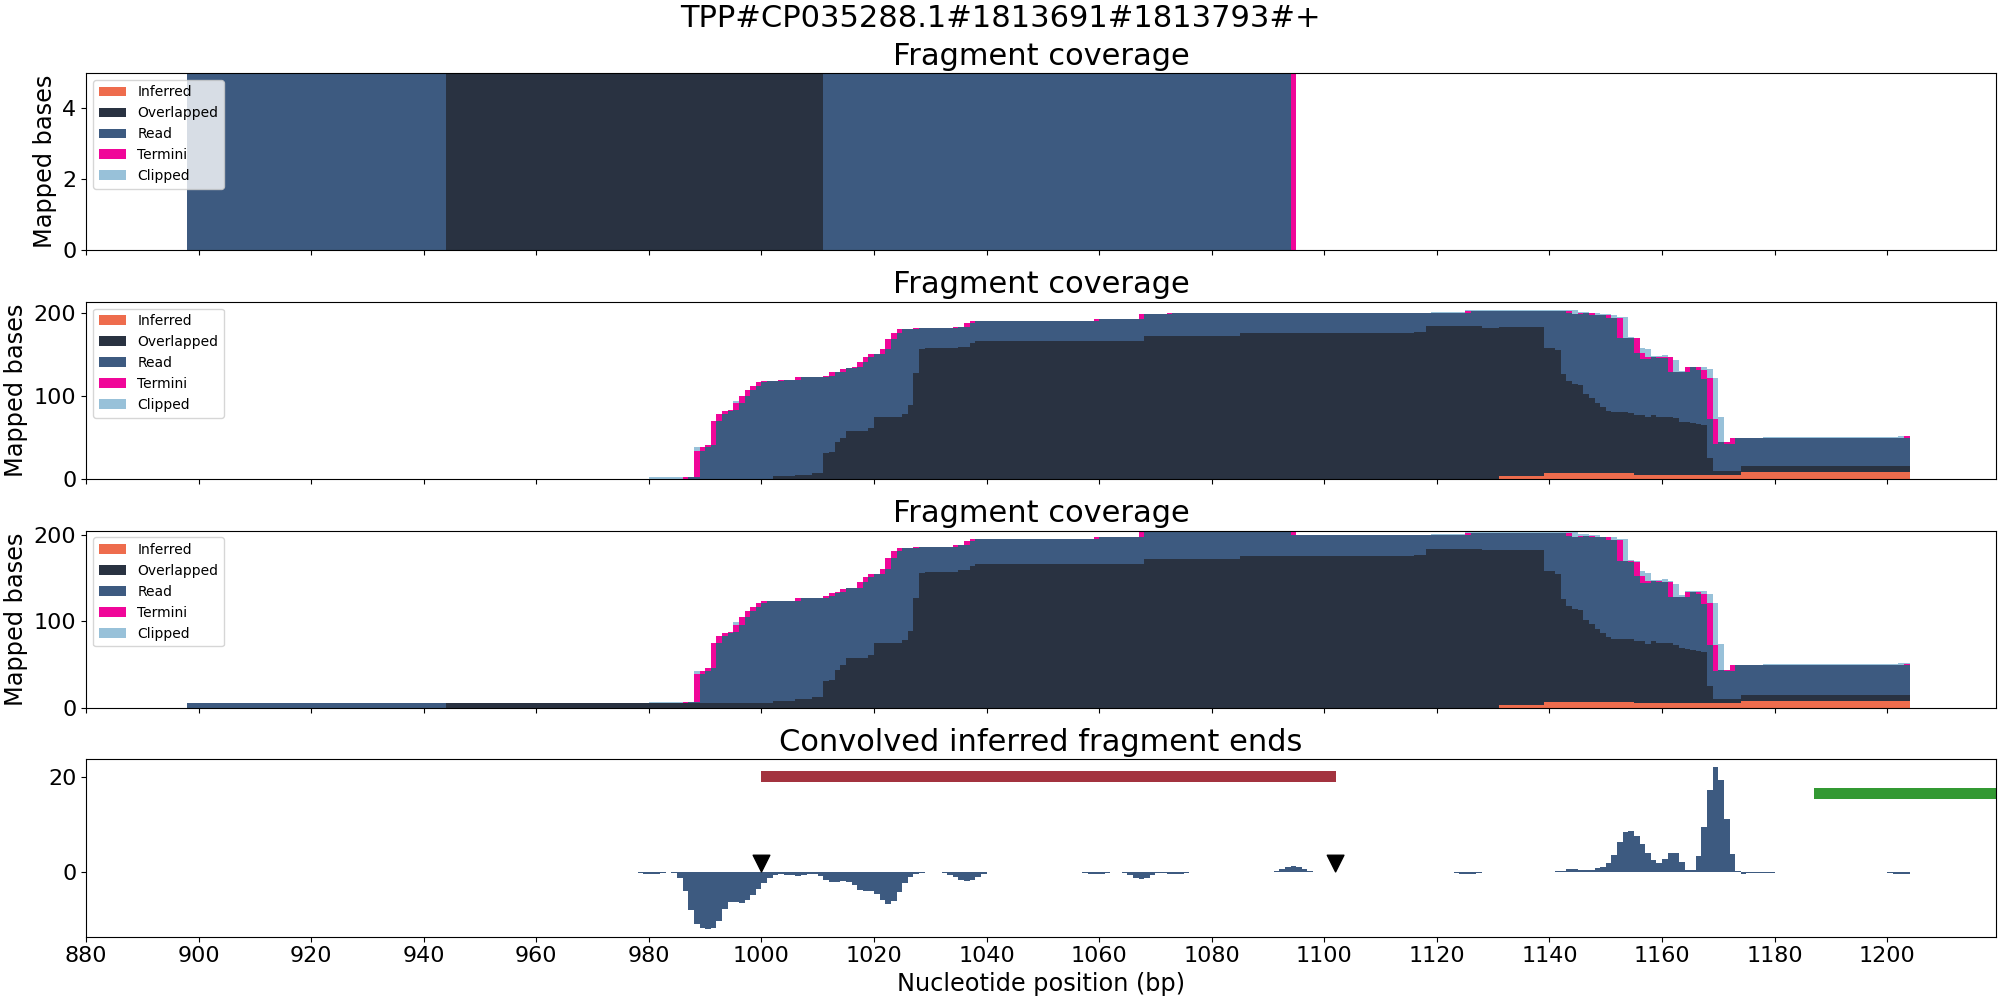 TPP#CP035288.1#1813691#1813793#+
Fragment coverage
Mapped bases
4
2
0
Inferred
Overlapped
Read
Termini
Clipped
Fragment coverage
Mapped bases
200
100
0
Inferred
Overlapped
Read
Termini
Clipped
Fragment coverage
Mapped bases
200
100
0
Inferred
Overlapped
Read
Termini
Clipped
Convolved inferred fragment ends
20
0
880 900 920 940 960 980 1000 1020 1040 1060 1080 1100 1120 1140 1160 1180 1200
Nucleotide position (bp)